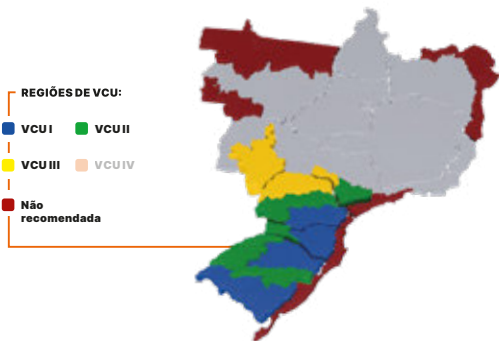 REGIÕES DE VCU:
VCU I
VCU II
VCU III
VCU IV
Não
recomendada